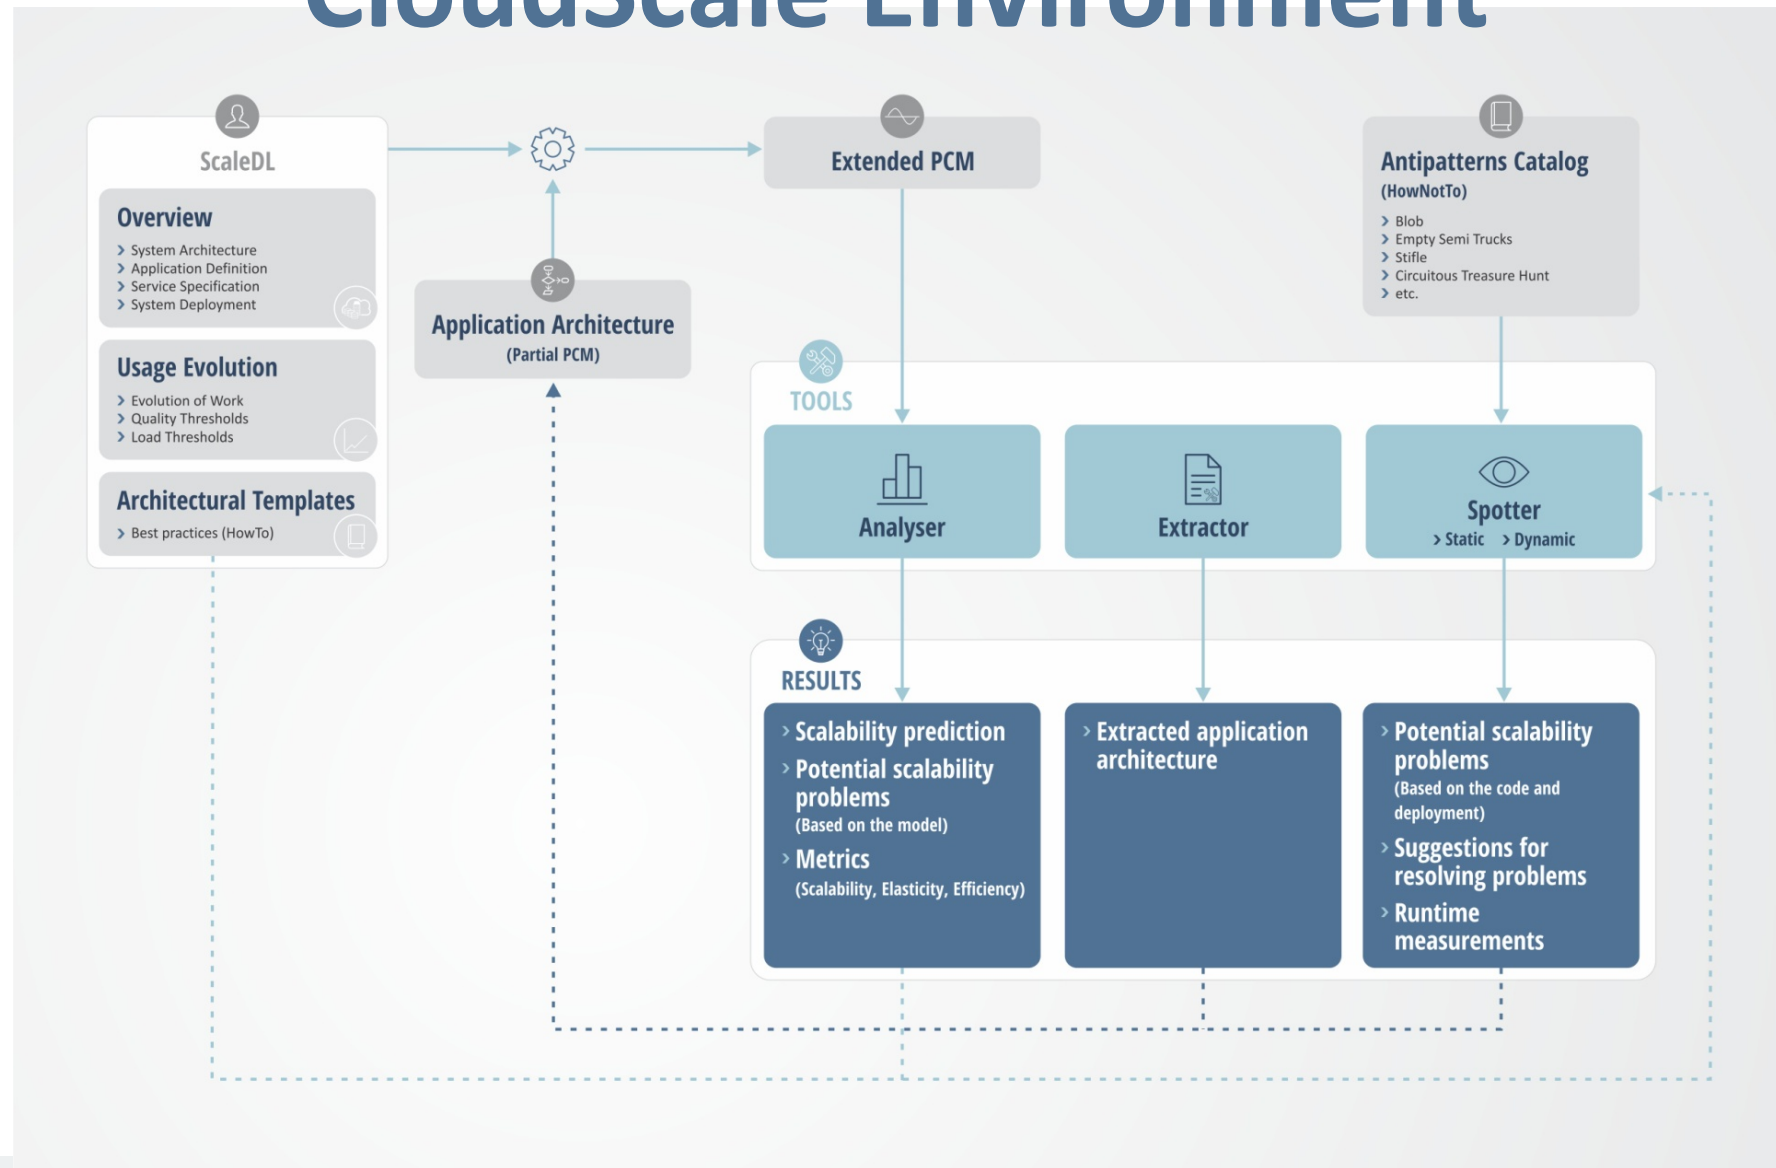 CloudScale Environment
ScaleDL
Overview
System Architecture
Application Definition
Service Specification
System Deployment
Usage Evolution
Evolution of Work
Quality Thresholds
Load Thresholds
Architectural Templates
Best practices (HowTo)
Application Architecture
(Partial PCM)
Extended PCM
Antipatterns Catalog
(HowNotTo)
Blob
Empty Semi Trucks
Stifle
Circuitous Treasure Hunt
etc.
TOOLS
Analyser
Extractor
Spotter
Static
Dynamic
RESULTS
Scalability prediction
Potential scalability
problems
(Based on the model)
Metrics
(Scalability, Elasticity, Efficiency)
Extracted application
architecture
Potential scalability
problems
(Based on the code and
deployment)
Suggestions for
resolving problems
Runtime
measurements